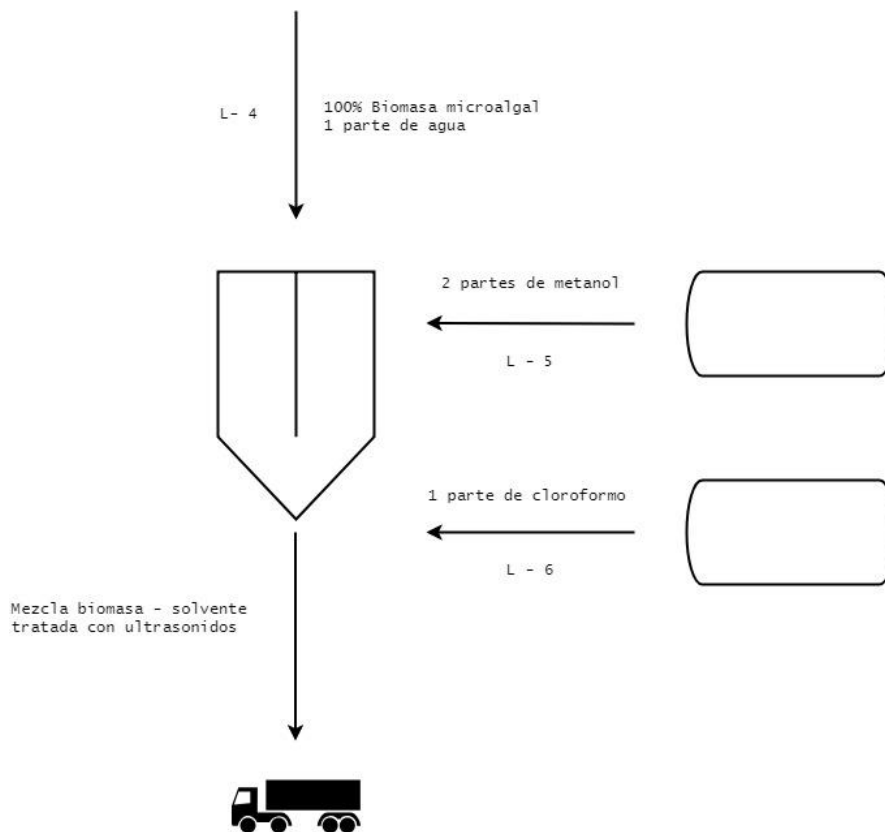 L- 4
100% Biomasa microalgal
1 parte de agua
2 partes de metanol
L - 5
1 parte de cloroformo
L - 6
Mezcla biomasa - solvente
tratada con ultrasonidos